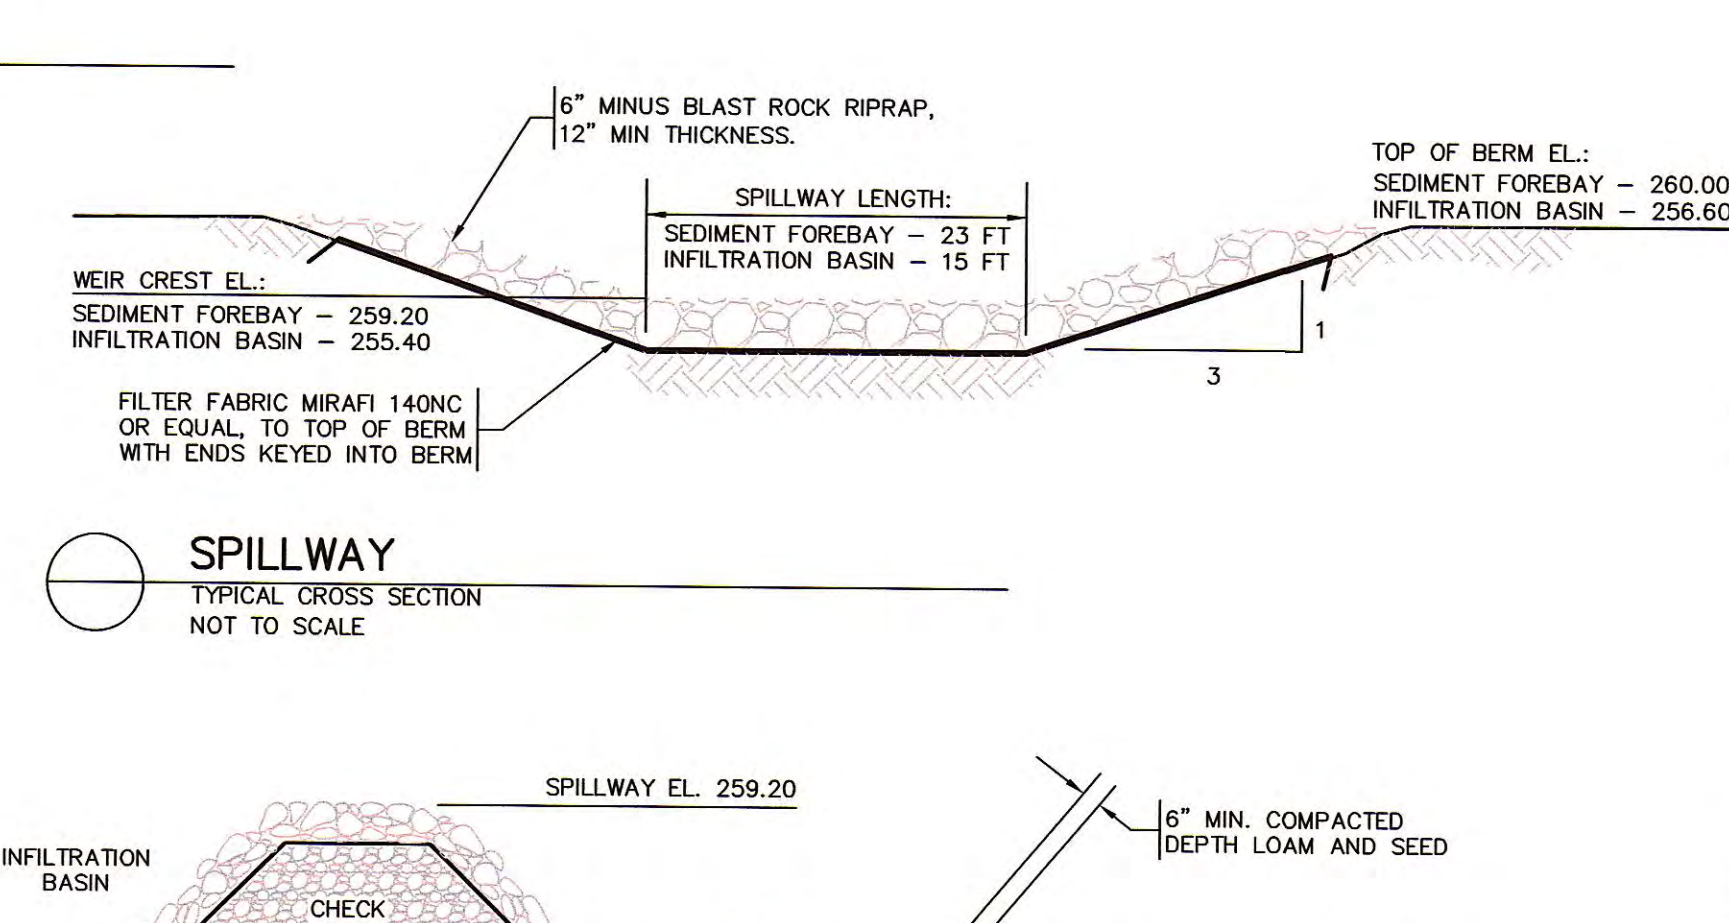 6" MINUS BLAST ROCK RIPRAP,
12" MIN THICKNESS.
TOP OF BERM EL.:
SEDIMENT FOREBAY – 260.00
INFILTRATION BASIN – 256.60
SPILLWAY LENGTH:
SEDIMENT FOREBAY – 23 FT
INFILTRATION BASIN – 15 FT
WEIR CREST EL.:
SEDIMENT FOREBAY – 259.20
INFILTRATION BASIN – 255.40
1
3
FILTER FABRIC MIRAFI 140NC
OR EQUAL, TO TOP OF BERM
WITH ENDS KEYED INTO BERM
SPILLWAY
TYPICAL CROSS SECTION
NOT TO SCALE
SPILLWAY EL. 259.20
6" MIN. COMPACTED
DEPTH LOAM AND SEED
INFILTRATION
BASIN
CHECK